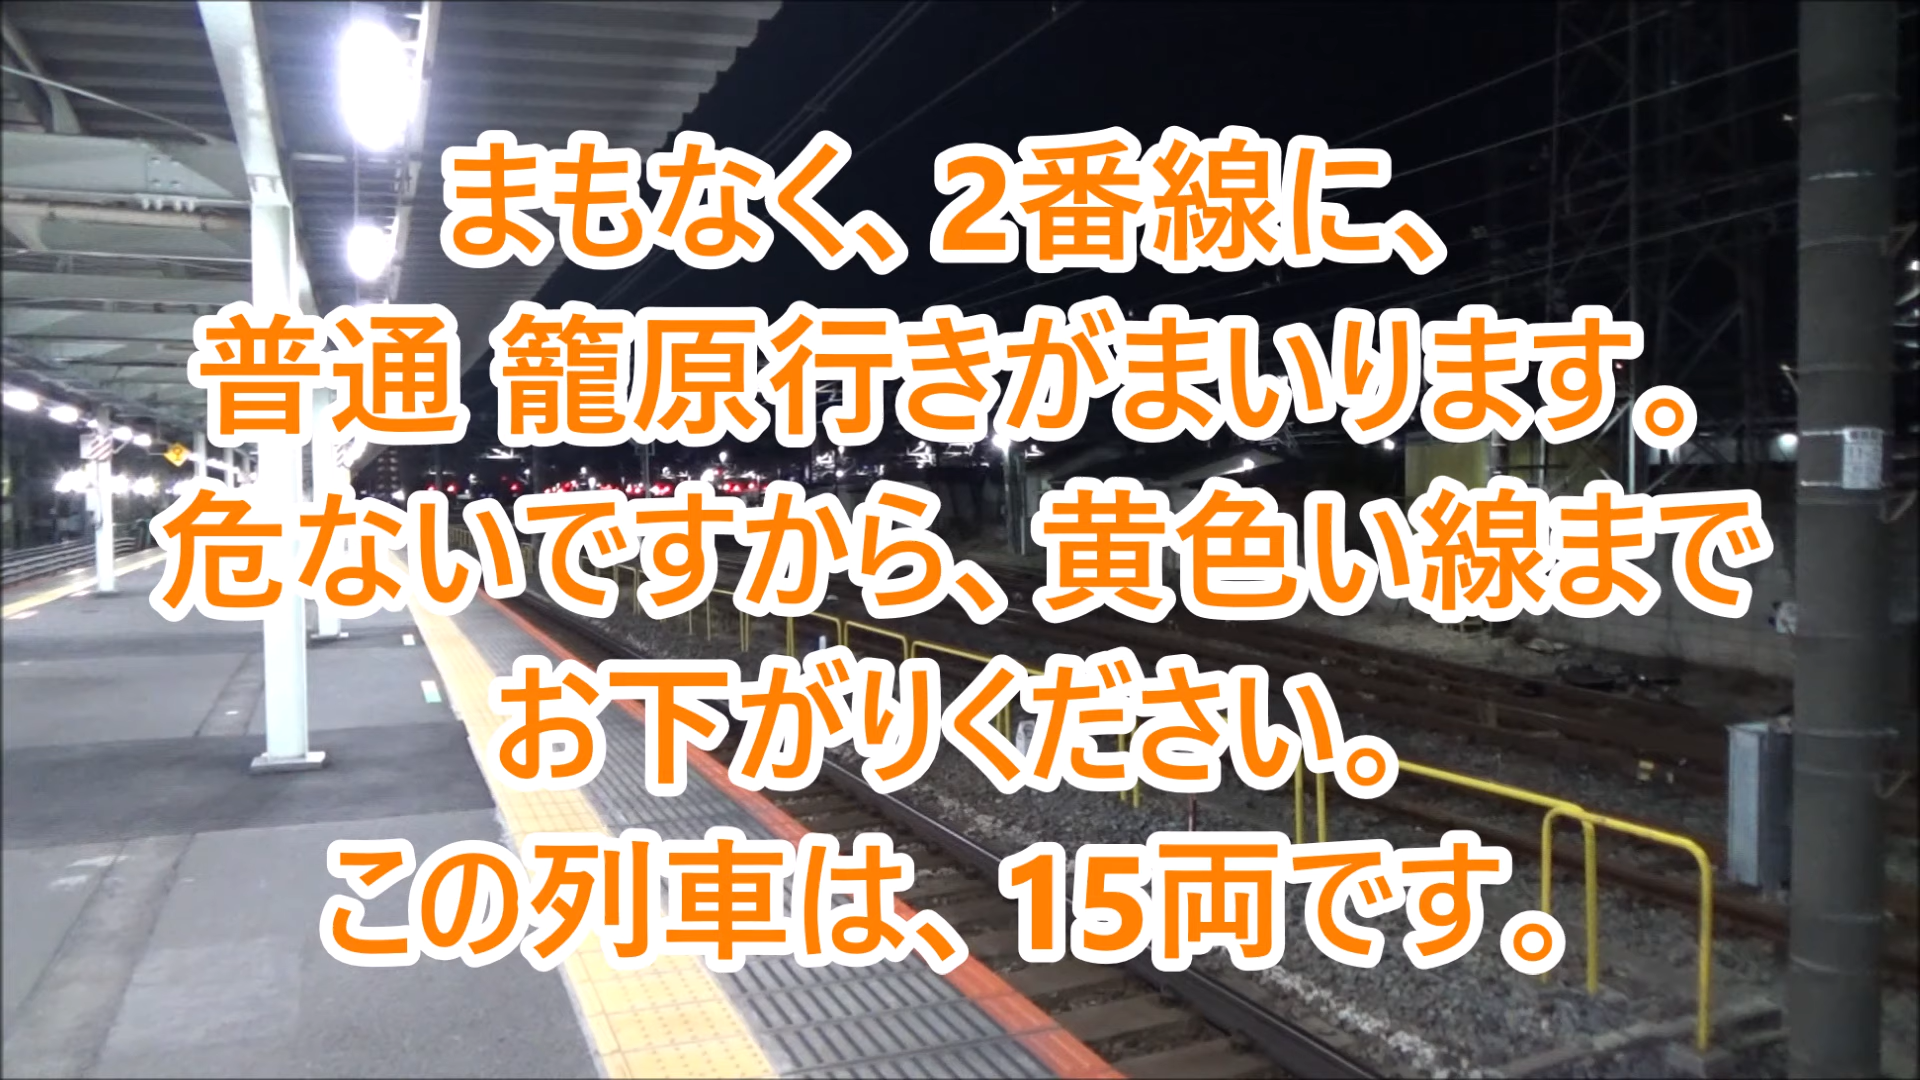 まもなく、2番線に、
普通 籠原行きがまいります。
危ないですから、黄色い線まで
お下がりください。
この列車は、15両です。